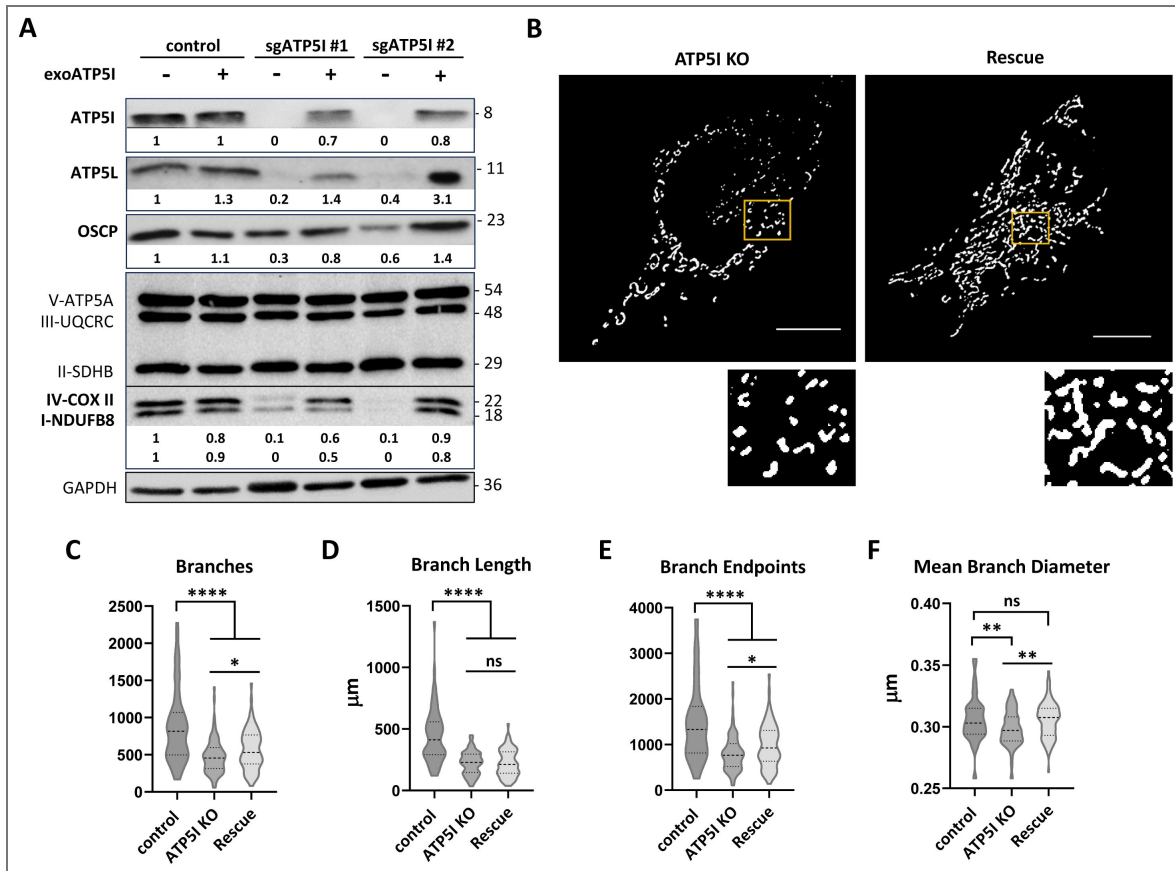 A
control sgATP5I #1 sgATP5I #2
exoATP5I - + - + - +
ATP5I - 8
1 1 0 0.7 0 0.8
ATP5L - 11
1 1.3 0.2 1.4 0.4 3.1
OSCP - 23
1 1.1 0.3 0.8 0.6 1.4
V-ATP5A - 54
III-UQCRC - 48
II-SDHB - 29
IV-COX II - 22
I-NDUFB8 - 18
1 0.8 0.1 0.6 0.1 0.9
1 0.9 0 0.5 0 0.8
GAPDH - 36
B
ATP5I KO Rescue
C
Branches
2500
2000
1500
1000
500
0
****
*
control ATP5I KO Rescue
D
Branch Length
μm
1500
1000
500
0
****
ns
control ATP5I KO Rescue
E
Branch Endpoints
4000
3000
2000
1000
0
****
*
control ATP5I KO Rescue
F
Mean Branch Diameter
μm
0.40
0.35
0.30
0.25
ns
**
**
control ATP5I KO Rescue